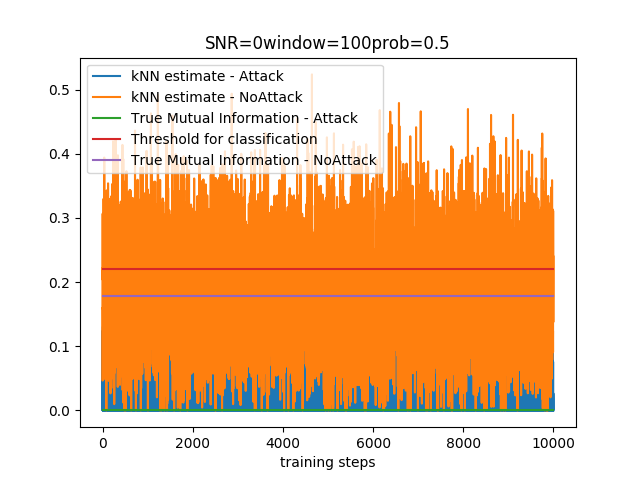 SNR=0window=100prob=0.5
kNN estimate - Attack
kNN estimate - NoAttack
True Mutual Information - Attack
Threshold for classification
True Mutual Information - NoAttack
0.5
0.4
0.3
0.2
0.1
0.0
0 2000 4000 6000 8000 10000
training steps